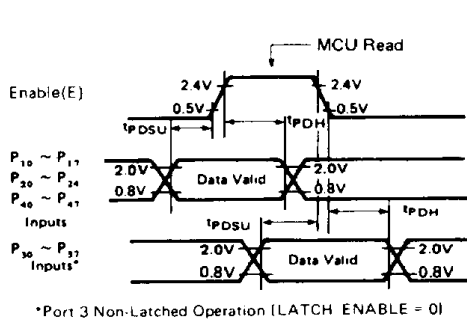 MCU Read
Enable(E)
2.4V
2.4V
0.5V
0.5V
tPDSU
tPDH
P10 ~ P17
P20 ~ P24
P40 ~ P47
Inputs
2.0V
0.8V
Data Valid
2.0V
0.8V
tPDSU
tPDH
P30 ~ P37
Inputs*
2.0V
0.8V
Data Valid
2.0V
0.8V
*Port 3 Non-Latched Operation (LATCH ENABLE = 0)